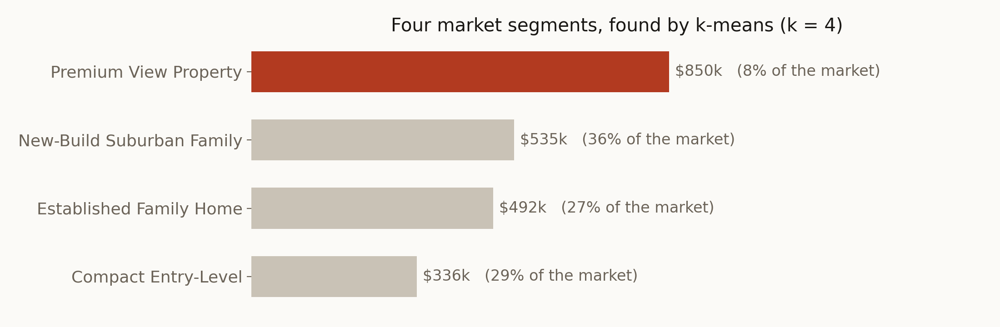 Four market segments, found by k-means (k = 4)
Premium View Property $850k (8% of the market)
New-Build Suburban Family $535k (36% of the market)
Established Family Home $492k (27% of the market)
Compact Entry-Level $336k (29% of the market)